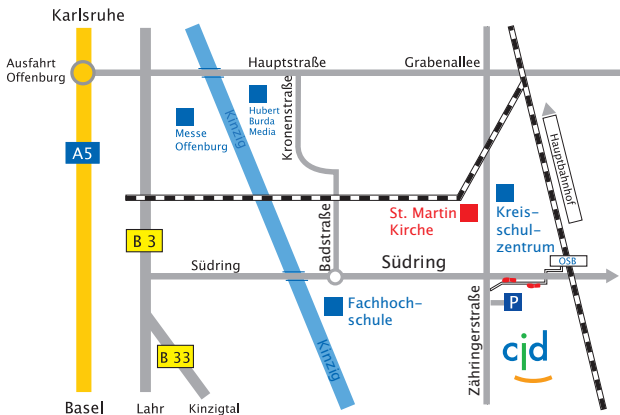 Karlsruhe
Ausfahrt
Offenburg
Hauptstraße
Grabenallee
Kronenstraße
Hubert
Burda
Media
Messe
Offenburg
Kinzig
A5
Hauptbahnhof
St. Martin
Kirche
Kreis-
schul-
zentrum
B 3
Badstraße
Südring
Südring
OSB
Zähringerstraße
P
Fachhoch-
schule
Kinzig
cjd
B 33
Basel
Lahr
Kinzigtal